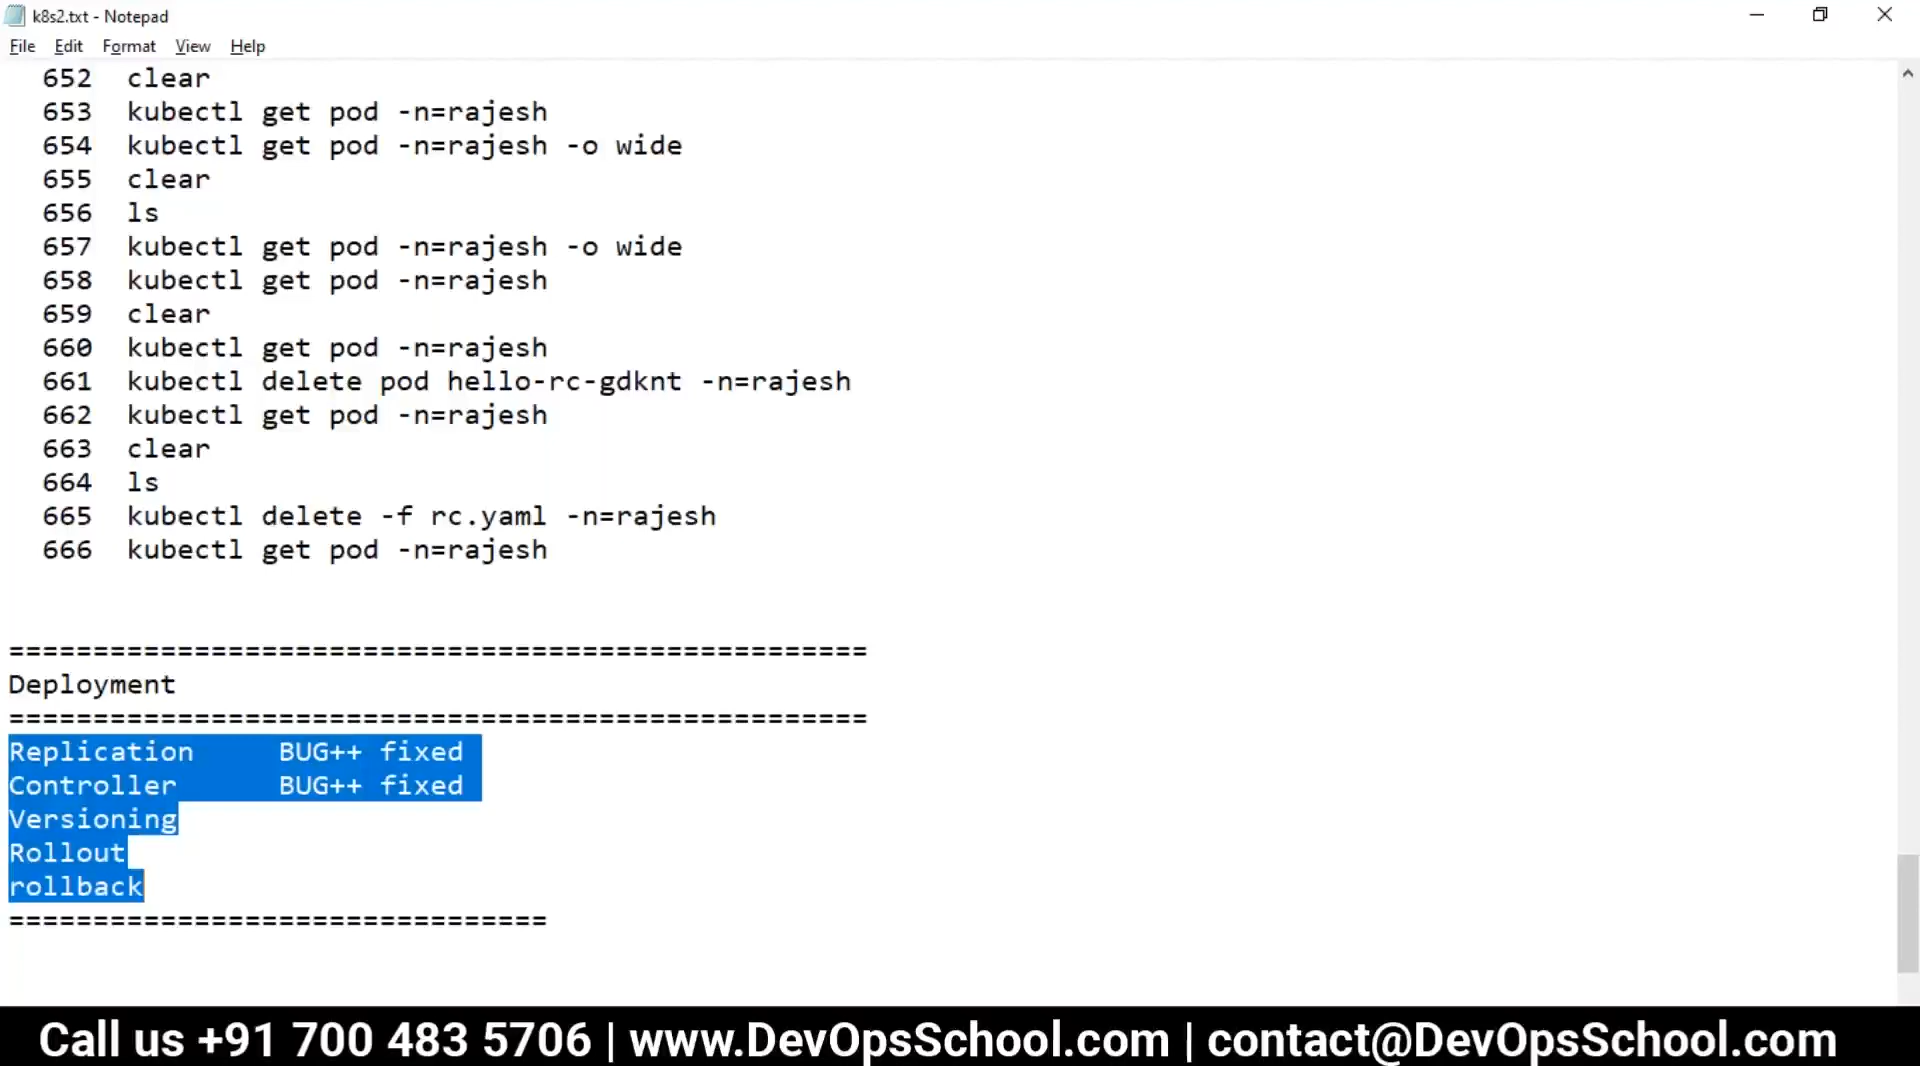 k8s2.txt - Notepad
File Edit Format View Help
652 clear
653 kubectl get pod -n=rajesh
654 kubectl get pod -n=rajesh -o wide
655 clear
656 ls
657 kubectl get pod -n=rajesh -o wide
658 kubectl get pod -n=rajesh
659 clear
660 kubectl get pod -n=rajesh
661 kubectl delete pod hello-rc-gdknt -n=rajesh
662 kubectl get pod -n=rajesh
663 clear
664 ls
665 kubectl delete -f rc.yaml -n=rajesh
666 kubectl get pod -n=rajesh
===================================================
Deployment
===================================================
Replication BUG++ fixed
Controller BUG++ fixed
Versioning
Rollout
rollback
================================
Call us +91 700 483 5706 | www.DevOpsSchool.com | contact@DevOpsSchool.com